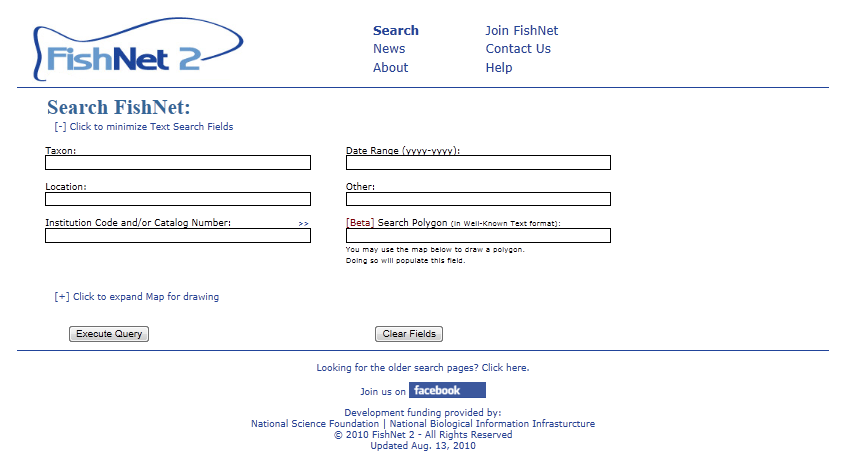 FishNet 2
Search
Join FishNet
News
Contact Us
About
Help
Search FishNet:
[-] Click to minimize Text Search Fields
Taxon:
Date Range (yyyy-yyyy):
Location:
Other:
Institution Code and/or Catalog Number:
>>
[Beta] Search Polygon (in Well-Known Text format):
You may use the map below to draw a polygon.
Doing so will populate this field.
[+] Click to expand Map for drawing
Execute Query
Clear Fields
Looking for the older search pages? Click here.
Join us on facebook
Development funding provided by:
National Science Foundation | National Biological Information Infrasturcture
© 2010 FishNet 2 - All Rights Reserved
Updated Aug. 13, 2010